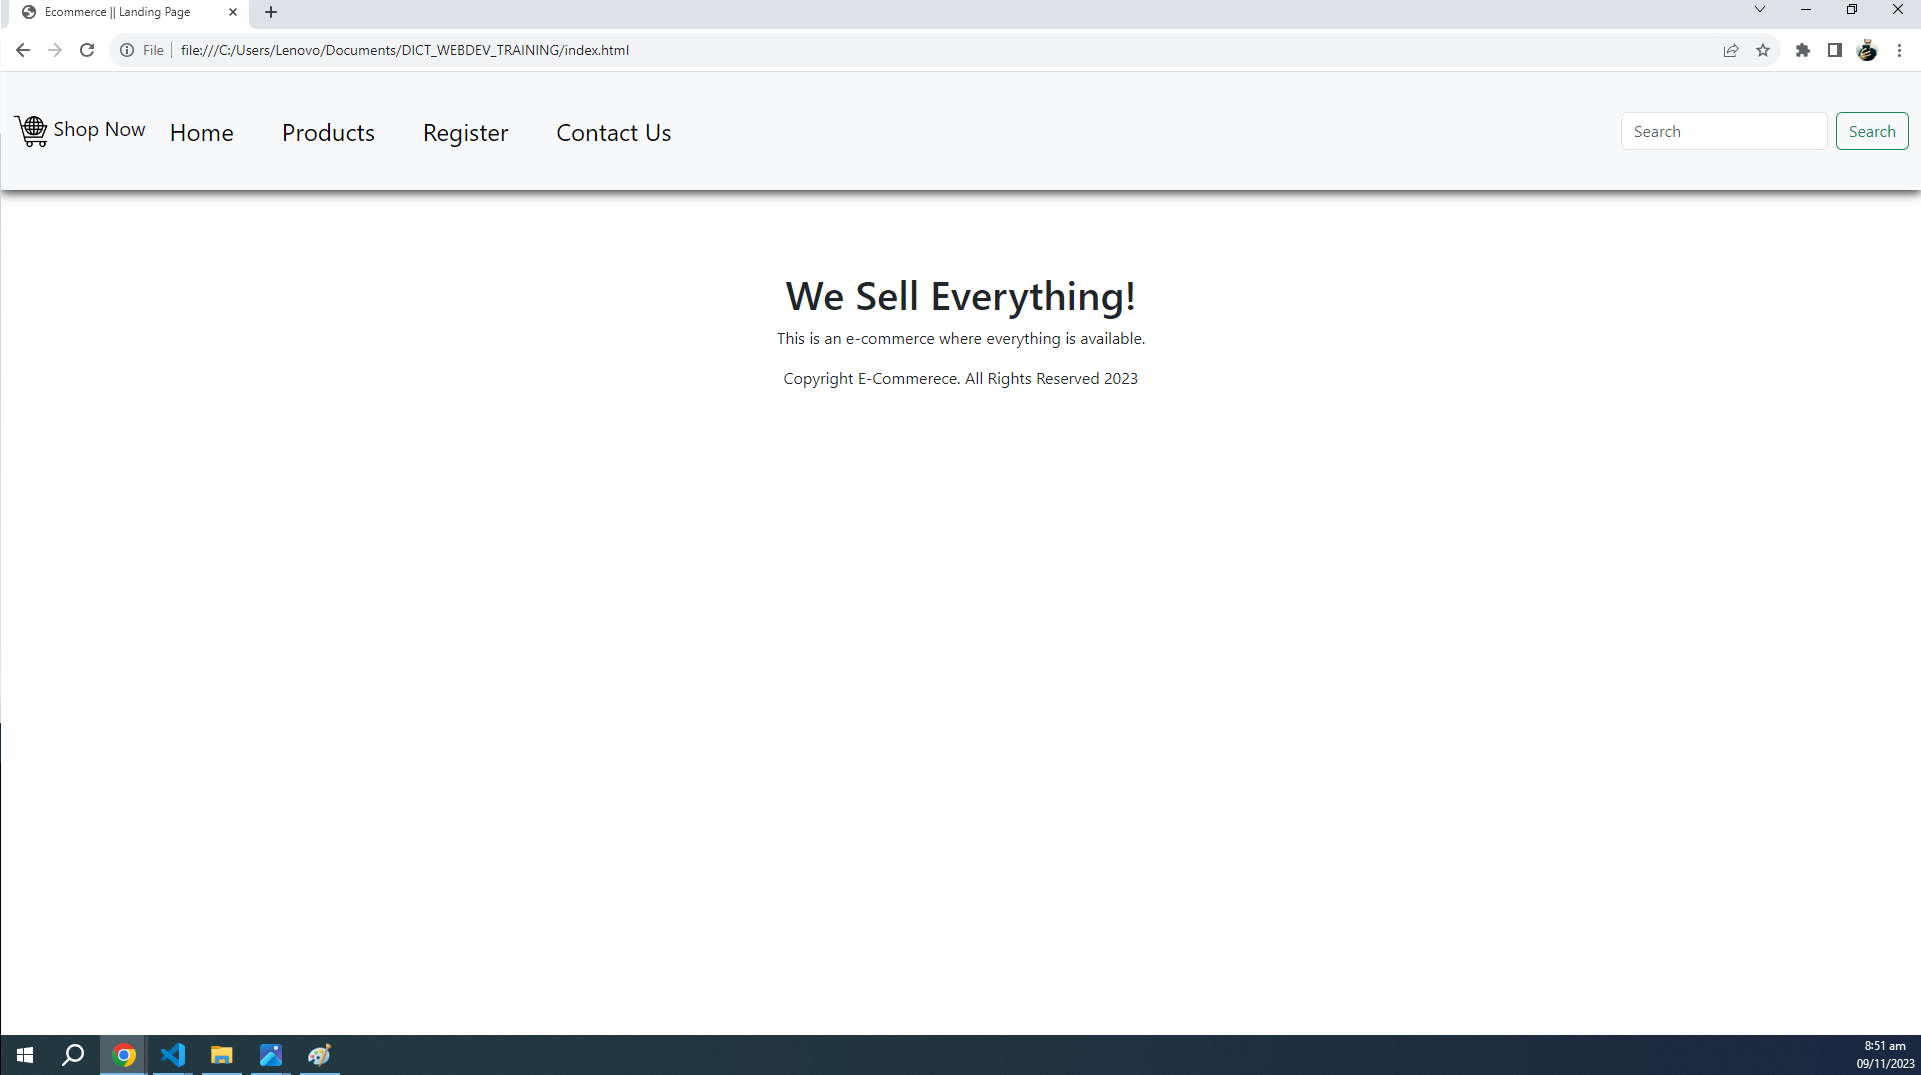 Ecommerce || Landing Page
File | file:///C:/Users/Lenovo/Documents/DICT_WEBDEV_TRAINING/index.html
Shop Now Home Products Register Contact Us Search Search
We Sell Everything!
This is an e-commerce where everything is available.
Copyright E-Commerece. All Rights Reserved 2023
8:51 am
09/11/2023